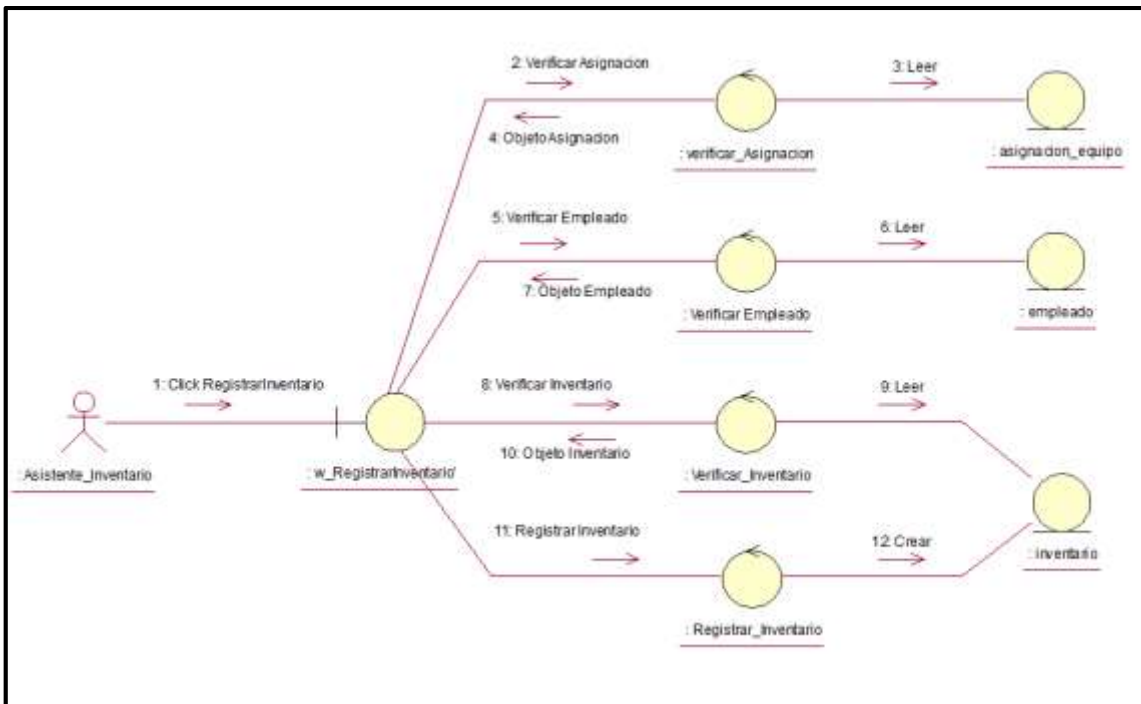 2: Verificar Asignacion
3: Leer
4: Objeto Asignacion
: verificar_Asignacion
: asignacion_equipo
5: Verificar Empleado
6: Leer
7: Objeto Empleado
: Verificar Empleado
: empleado
1: Click RegistrarInventario
8: Verificar Inventario
9: Leer
10: Objeto Inventario
: Asistente_Inventario
: w_RegistrarInventario'
: Verificar_Inventario
11: Registrar Inventario
12: Crear
: inventario
: Registrar_Inventario